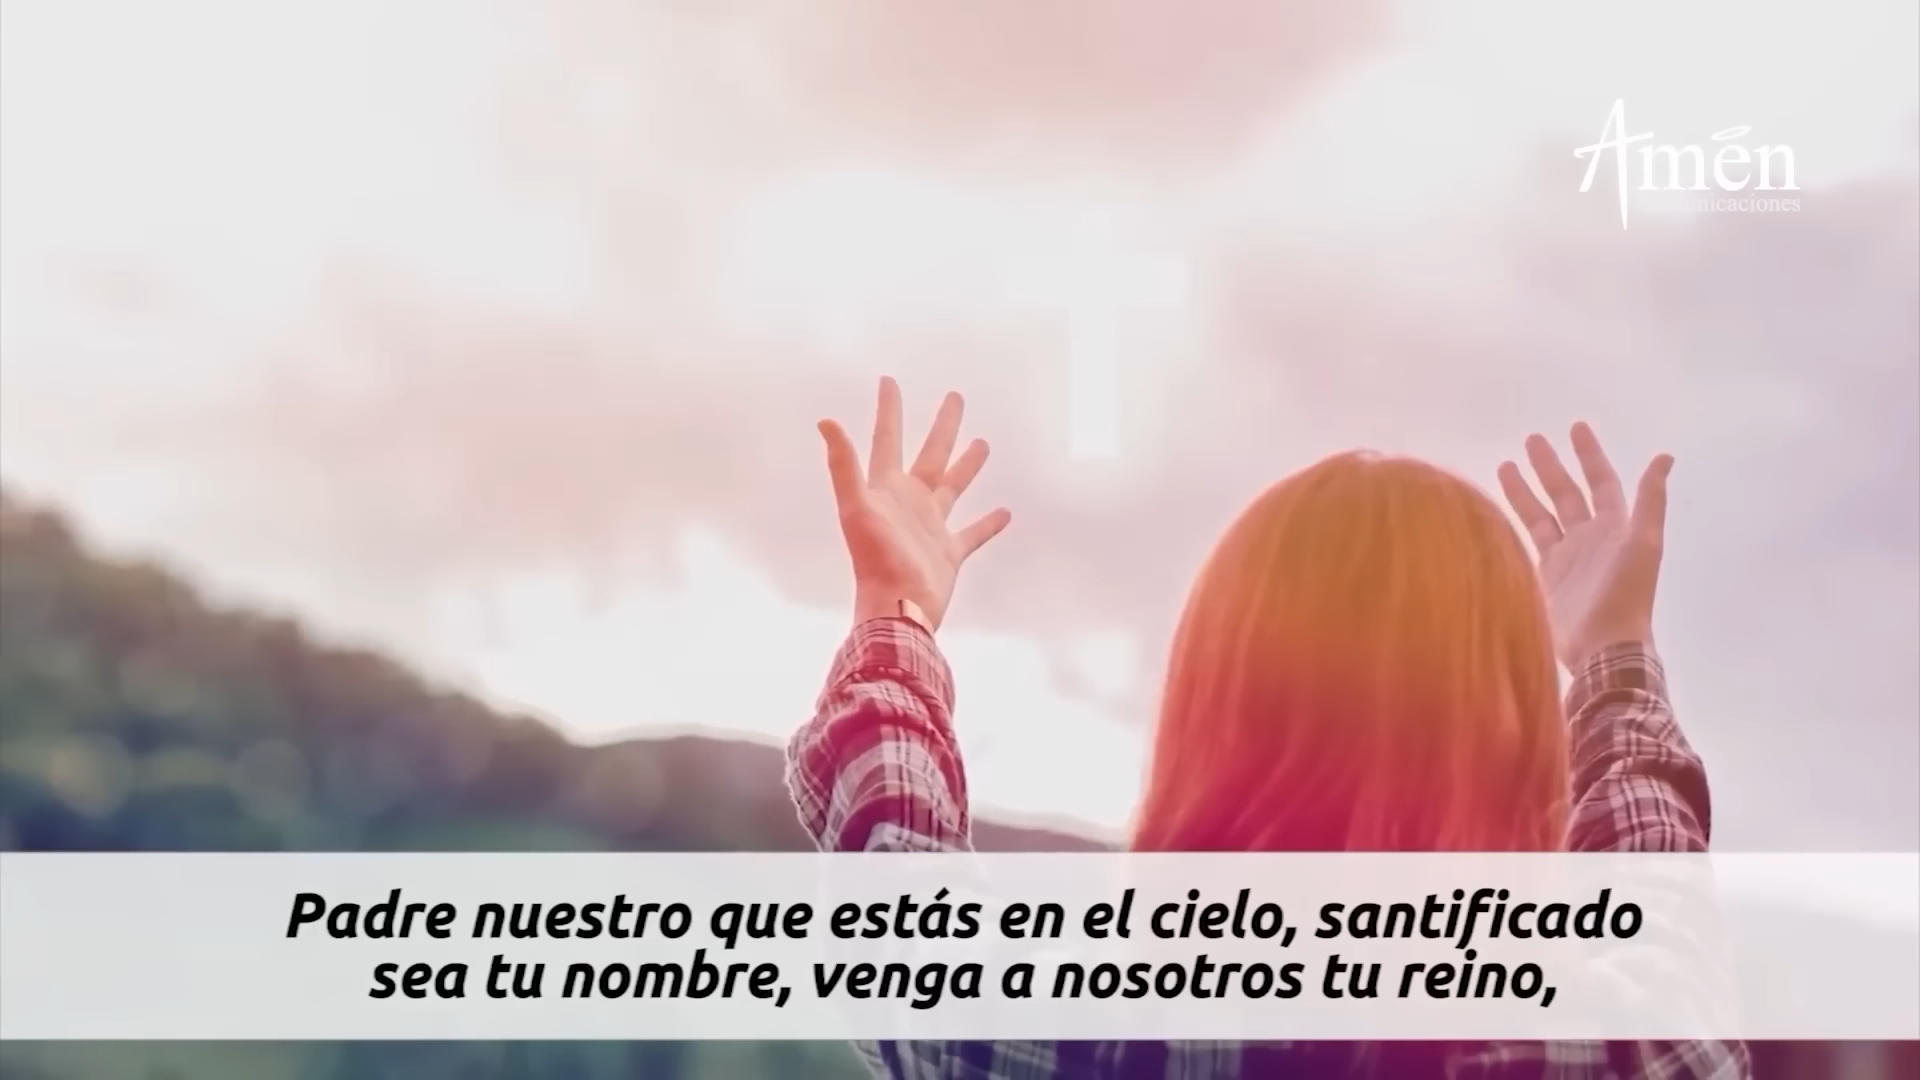 Amén
Padre nuestro que estás en el cielo, santificado
sea tu nombre, venga a nosotros tu reino,